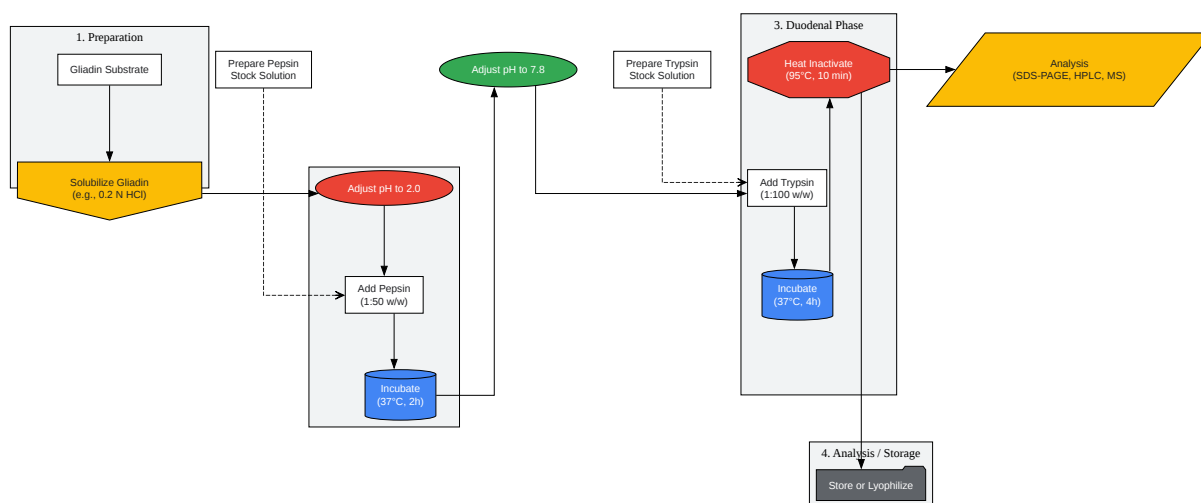 1. Preparation
Gliadin Substrate
Solubilize Gliadin
(e.g., 0.2 N HCl)
Prepare Pepsin
Stock Solution
Adjust pH to 2.0
Add Pepsin
(1:50 w/w)
Incubate
(37°C, 2h)
Adjust pH to 7.8
Prepare Trypsin
Stock Solution
3. Duodenal Phase
Heat Inactivate
(95°C, 10 min)
Add Trypsin
(1:100 w/w)
Incubate
(37°C, 4h)
Analysis
(SDS-PAGE, HPLC, MS)
4. Analysis / Storage
Store or Lyophilize